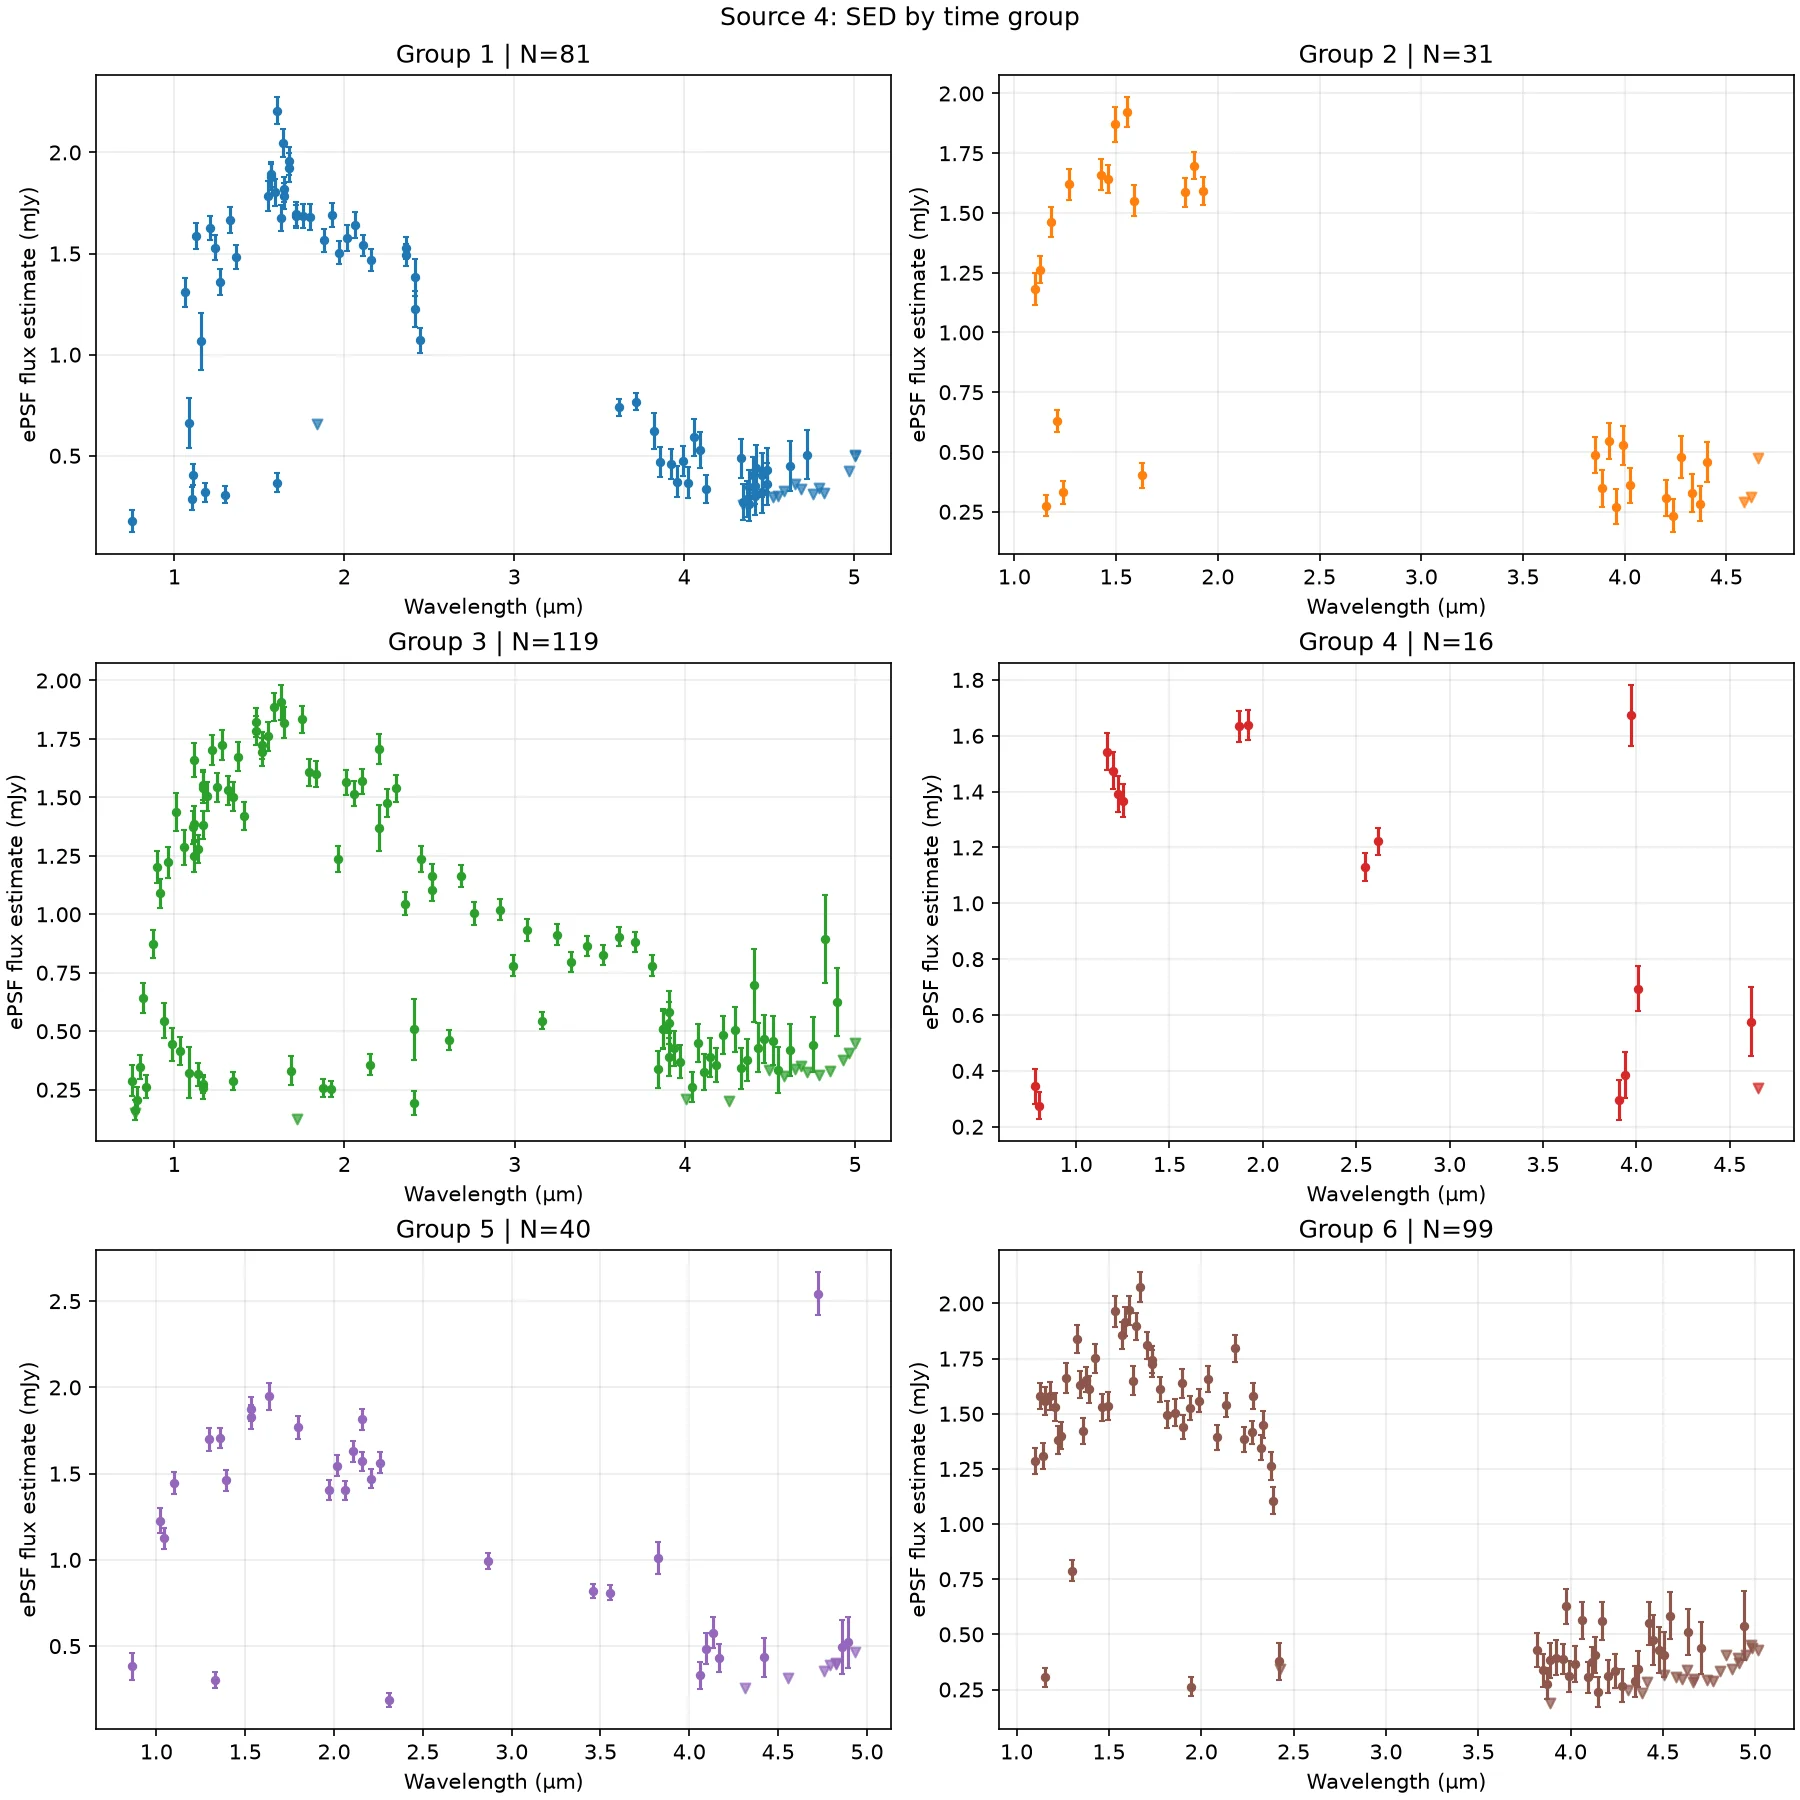 Source 4: SED by time group
Group 1 | N=81
ePSF flux estimate (mJy)
2.0
1.5
1.0
0.5
1 2 3 4 5
Wavelength (μm)
Group 2 | N=31
ePSF flux estimate (mJy)
2.00
1.75
1.50
1.25
1.00
0.75
0.50
0.25
1.0 1.5 2.0 2.5 3.0 3.5 4.0 4.5
Wavelength (μm)
Group 3 | N=119
ePSF flux estimate (mJy)
2.00
1.75
1.50
1.25
1.00
0.75
0.50
0.25
1 2 3 4 5
Wavelength (μm)
Group 4 | N=16
ePSF flux estimate (mJy)
1.8
1.6
1.4
1.2
1.0
0.8
0.6
0.4
0.2
1.0 1.5 2.0 2.5 3.0 3.5 4.0 4.5
Wavelength (μm)
Group 5 | N=40
ePSF flux estimate (mJy)
2.5
2.0
1.5
1.0
0.5
1.0 1.5 2.0 2.5 3.0 3.5 4.0 4.5 5.0
Wavelength (μm)
Group 6 | N=99
ePSF flux estimate (mJy)
2.00
1.75
1.50
1.25
1.00
0.75
0.50
0.25
1.0 1.5 2.0 2.5 3.0 3.5 4.0 4.5 5.0
Wavelength (μm)